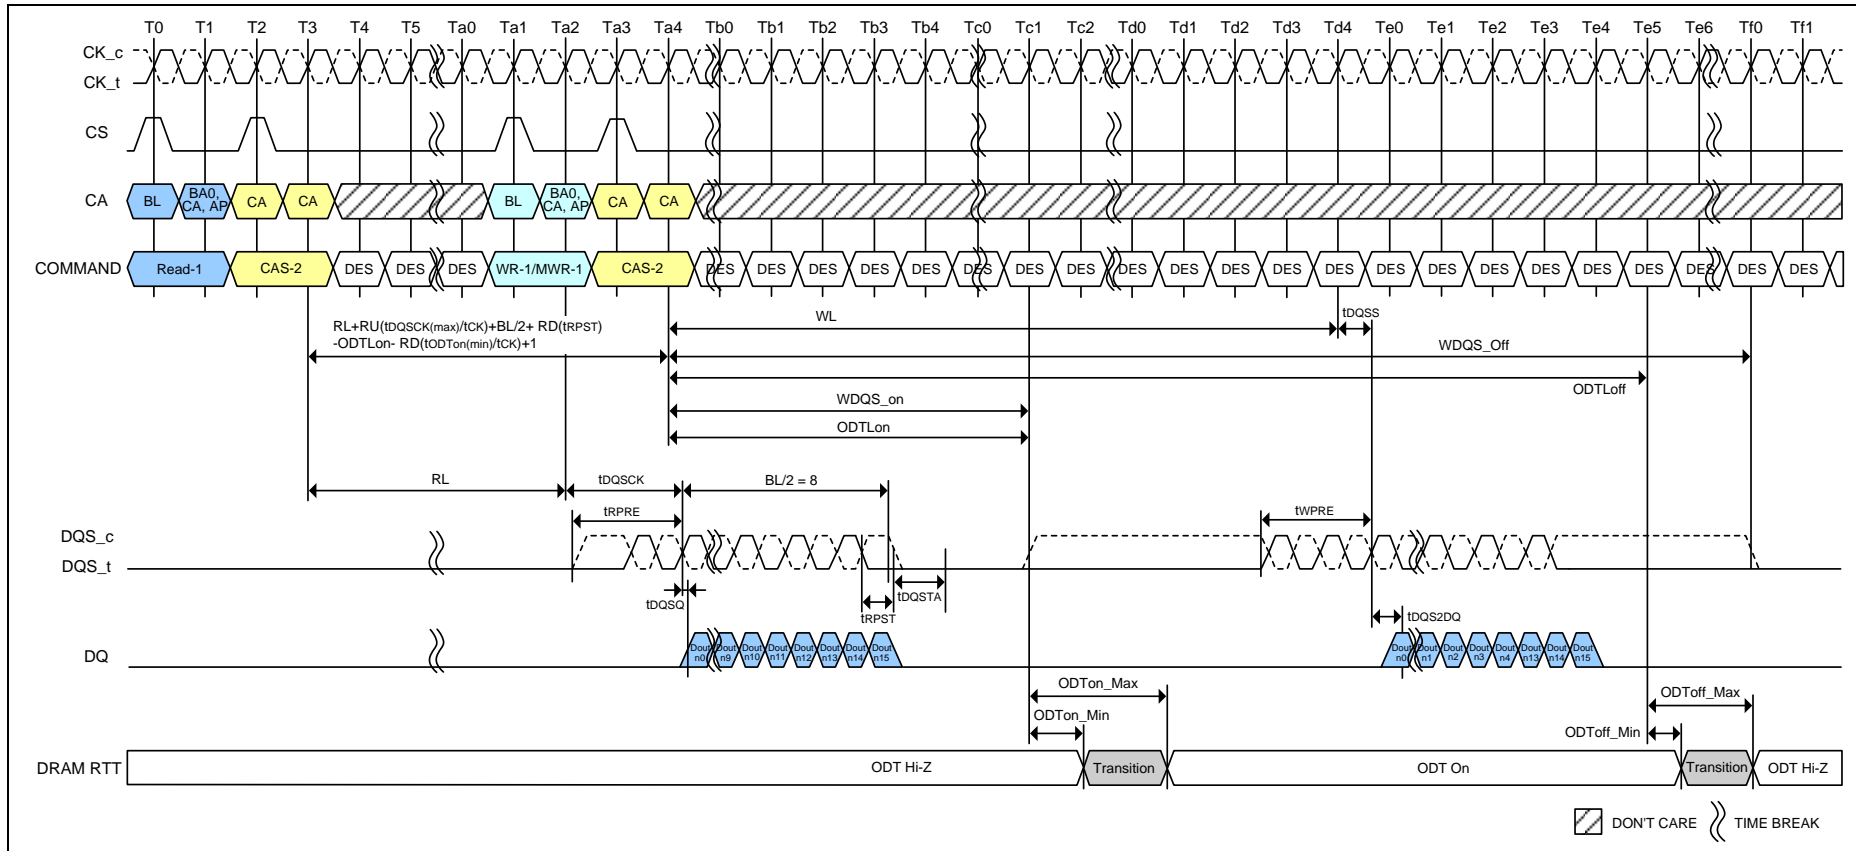 T0 T1 T2 T3 T4 T5 Ta0 Ta1 Ta2 Ta3 Ta4 Tb0 Tb1 Tb2 Tb3 Tb4 Tc0 Tc1 Tc2 Td0 Td1 Td2 Td3 Td4 Te0 Te1 Te2 Te3 Te4 Te5 Te6 Tf0 Tf1
CK_c
CK_t
CS
CA BL BA0, CA, AP CA CA BL BA0, CA, AP CA CA
COMMAND Read-1 CAS-2 DES DES DES WR-1/MWR-1 CAS-2 DES DES DES DES DES DES DES DES DES DES DES DES DES DES DES DES DES DES DES DES DES DES
RL+RU(tDQSCK(max)/tCK)+BL/2+ RD(tRPST)
-ODTLon- RD(tODTon(min)/tCK)+1
WL tDQSS
WDQS_Off
ODTLoff
WDQS_on
ODTLon
RL tDQSCK BL/2 = 8
tRPRE tWPRE
DQS_c
DQS_t
tDQSQ tDQSTA
tRPST tDQS2DQ
DQ
Dout n0 Dout n9 Dout n10 Dout n11 Dout n12 Dout n13 Dout n14 Dout n15 Dout n0 Dout n1 Dout n2 Dout n3 Dout n4 Dout n13 Dout n14 Dout n15
ODTon_Max ODToff_Max
ODTon_Min ODToff_Min
DRAM RTT ODT Hi-Z Transition ODT On Transition ODT Hi-Z
DON'T CARE TIME BREAK